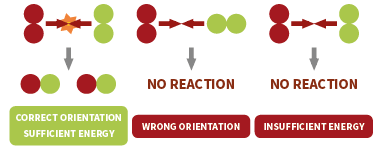 NO REACTION
NO REACTION
CORRECT ORIENTATION
SUFFICIENT ENERGY
WRONG ORIENTATION
INSUFFICIENT ENERGY